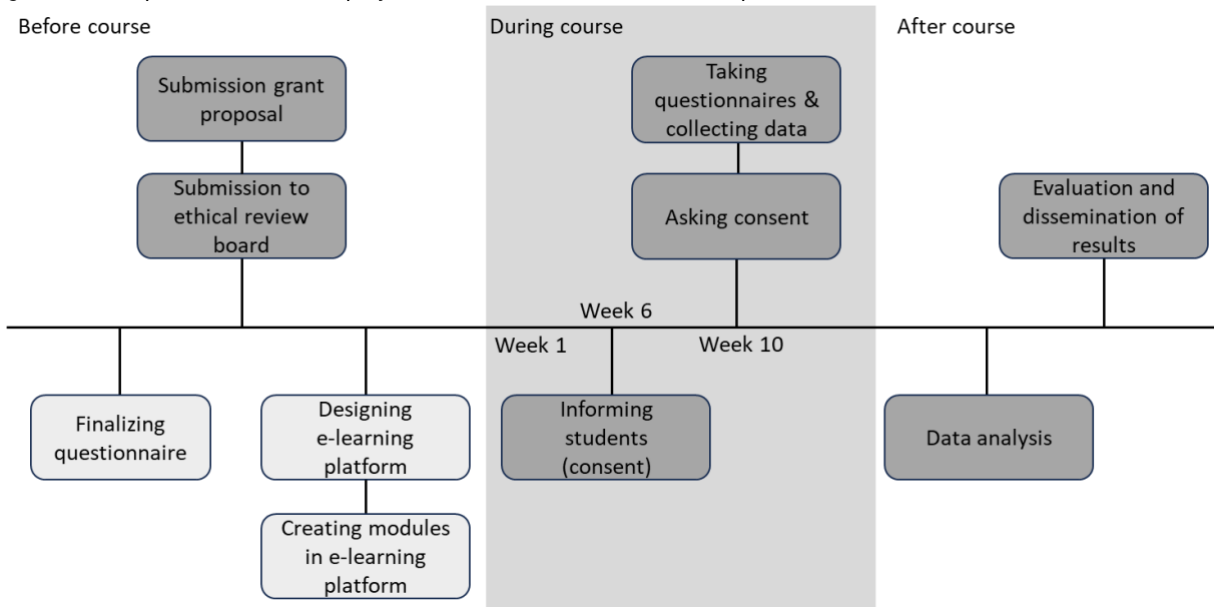 Before course
During course
After course
Submission grant
proposal
Taking
questionnaires &
collecting data
Submission to
ethical review
board
Asking consent
Evaluation and
dissemination of
results
Week 6
Week 1
Week 10
Finalizing
questionnaire
Designing
e-learning
platform
Informing
students
(consent)
Data analysis
Creating modules
in e-learning
platform